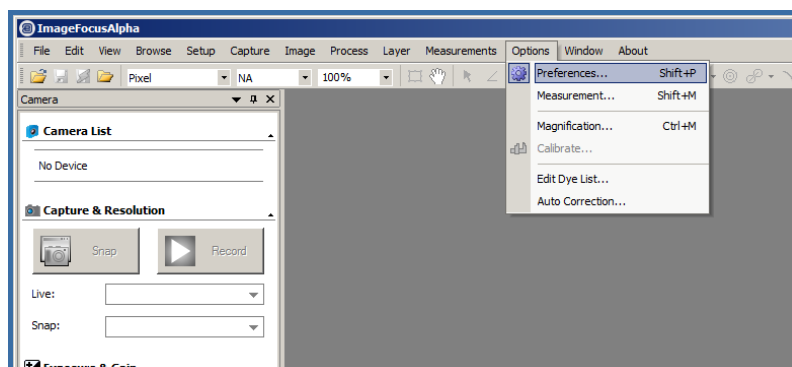 ImageFocusAlpha
File Edit View Browse Setup Capture Image Process Layer Measurements Options Window About
Pixel NA 100%
Preferences... Shift+P
Camera
Measurement... Shift+M
Camera List
Magnification... Ctrl+M
No Device
Calibrate...
Edit Dye List...
Auto Correction...
Capture & Resolution
Snap Record
Live:
Snap:
Exposure & Gain